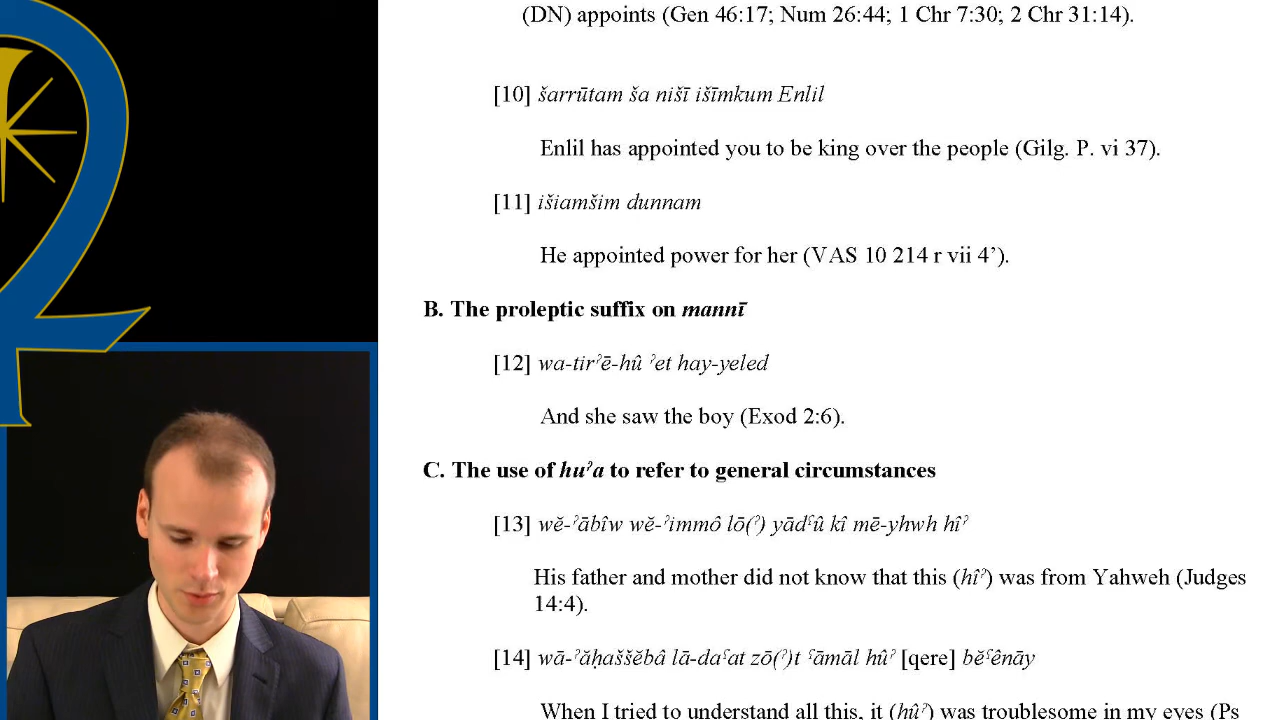 (DN) appoints (Gen 46:17; Num 26:44; 1 Chr 7:30; 2 Chr 31:14).
[10] šarrūtam ša nišī išīmkum Enlil
Enlil has appointed you to be king over the people (Gilg. P. vi 37).
[11] išiamšim dunnam
He appointed power for her (VAS 10 214 r vii 4’).
B. The proleptic suffix on mannī
[12] wa-tirʾē-hû ʾet hay-yeled
And she saw the boy (Exod 2:6).
C. The use of huʾa to refer to general circumstances
[13] wĕ-ʾābîw wĕ-ʾimmô lō(ʾ) yādʿû kî mē-yhwh hîʾ
His father and mother did not know that this (hîʾ) was from Yahweh (Judges
14:4).
[14] wā-ʾăḥaššĕbâ lā-daʿat zō(ʾ)t ʿāmāl hûʾ [qere] bĕʿênāy
When I tried to understand all this, it (hûʾ) was troublesome in my eyes (Ps